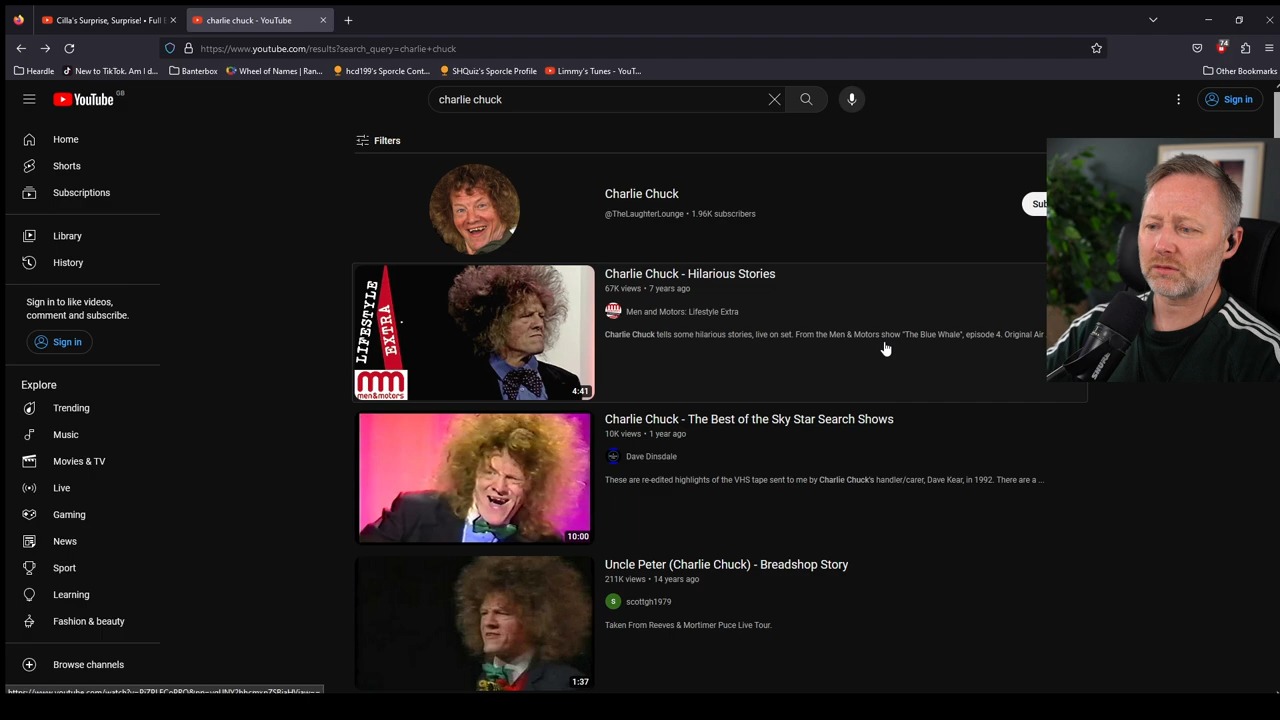 Cilla's Surprise, Surprise! • Full E
charlie chuck - YouTube
https://www.youtube.com/results?search_query=charlie+chuck
74
Heardle
New to TikTok, Am I d...
Banterbox
Wheel of Names | Ran...
hcd199's Sporcle Cont...
SHQuiz's Sporcle Profile
Limmy's Tunes - YouT...
Other Bookmarks
YouTube GB
charlie chuck
Sign in
Home
Shorts
Subscriptions
Library
History
Sign in to like videos,
comment and subscribe.
Sign in
Explore
Trending
Music
Movies & TV
Live
Gaming
News
Sport
Learning
Fashion & beauty
Browse channels
Filters
Charlie Chuck
@TheLaughterLounge • 1.96K subscribers
Sub
LIFESTYLE
EXTRA
mm
men&motors
4:41
Charlie Chuck - Hilarious Stories
67K views • 7 years ago
Men and Motors: Lifestyle Extra
Charlie Chuck tells some hilarious stories, live on set. From the Men & Motors show "The Blue Whale", episode 4. Original Air
10:00
Charlie Chuck - The Best of the Sky Star Search Shows
10K views • 1 year ago
Dave Dinsdale
These are re-edited highlights of the VHS tape sent to me by Charlie Chuck's handler/carer, Dave Kear, in 1992. There are a ...
1:37
Uncle Peter (Charlie Chuck) - Breadshop Story
211K views • 14 years ago
S
scottgh1979
Taken From Reeves & Mortimer Puce Live Tour.